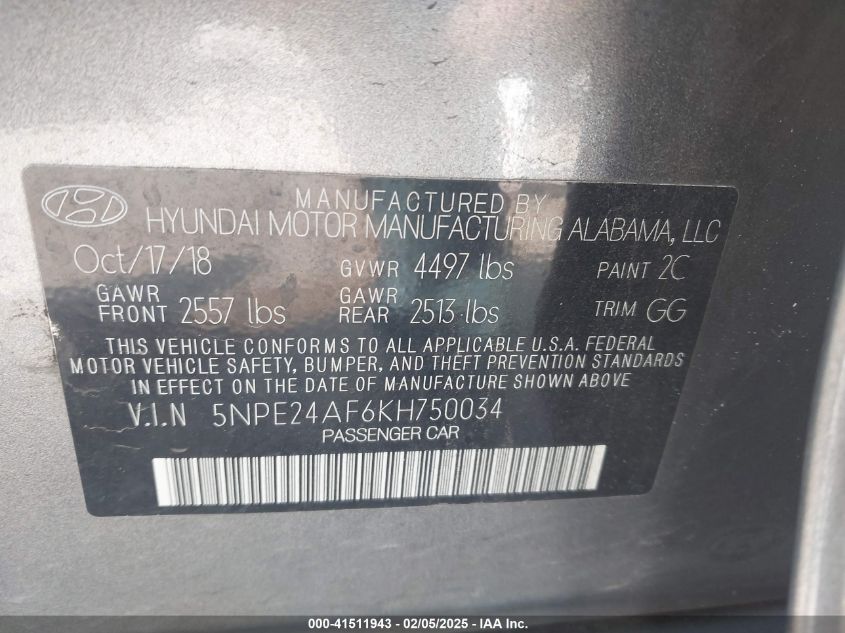 MANUFACTURED BY
HYUNDAI MOTOR MANUFACTURING ALABAMA, LLC
Oct/17/18 GVWR 4497 lbs PAINT 2C
GAWR FRONT 2557 lbs GAWR REAR 2513 lbs TRIM GG
THIS VEHICLE CONFORMS TO ALL APPLICABLE U.S.A. FEDERAL
MOTOR VEHICLE SAFETY, BUMPER, AND THEFT PREVENTION STANDARDS
IN EFFECT ON THE DATE OF MANUFACTURE SHOWN ABOVE
V.I.N 5NPE24AF6KH750034
PASSENGER CAR
000-41511943 - 02/05/2025 - IAA Inc.